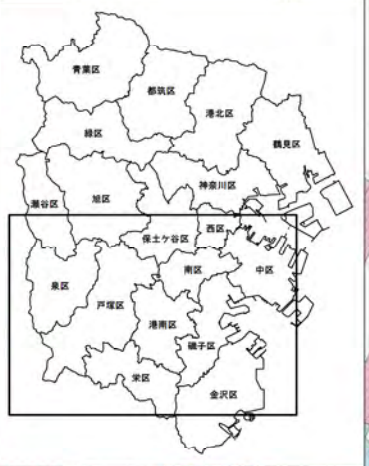 青葉区
都筑区
港北区
緑区
鶴見区
神奈川区
瀬谷区
旭区
保土ケ谷区
西区
泉区
戸塚区
南区
中区
港南区
磯子区
栄区
金沢区